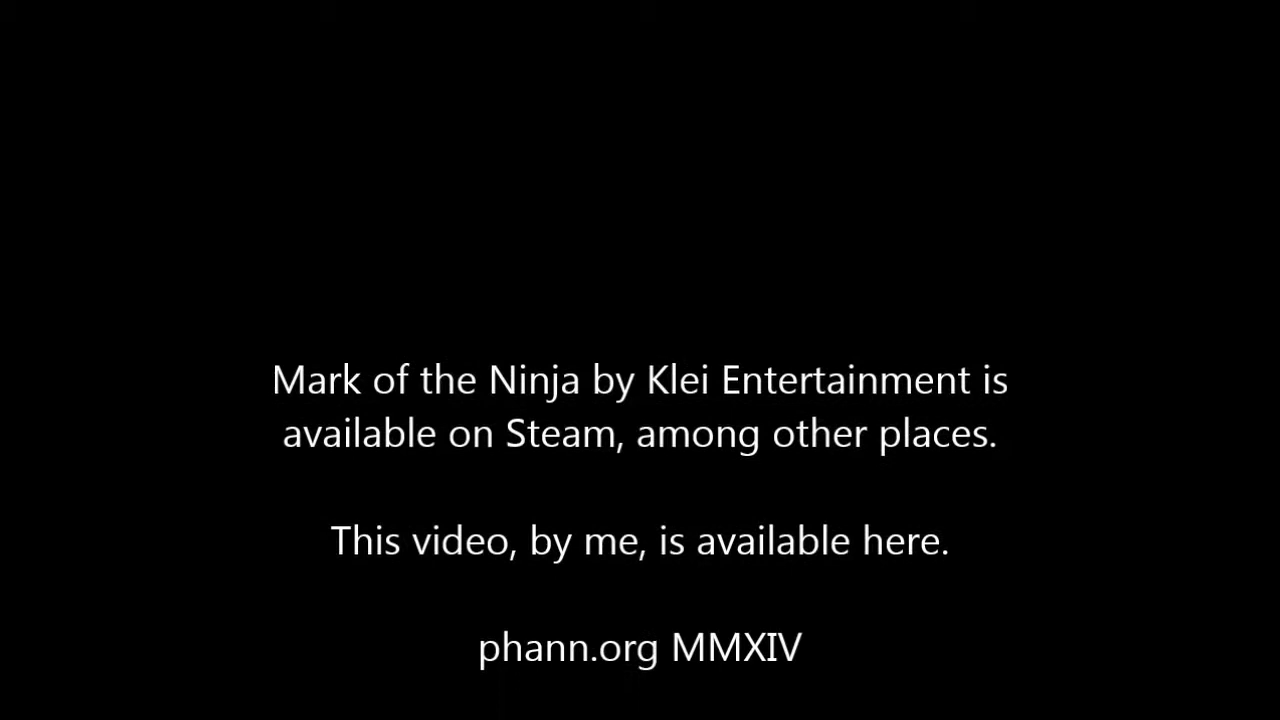 Mark of the Ninja by Klei Entertainment is
available on Steam, among other places.
This video, by me, is available here.
phann.org MMXIV